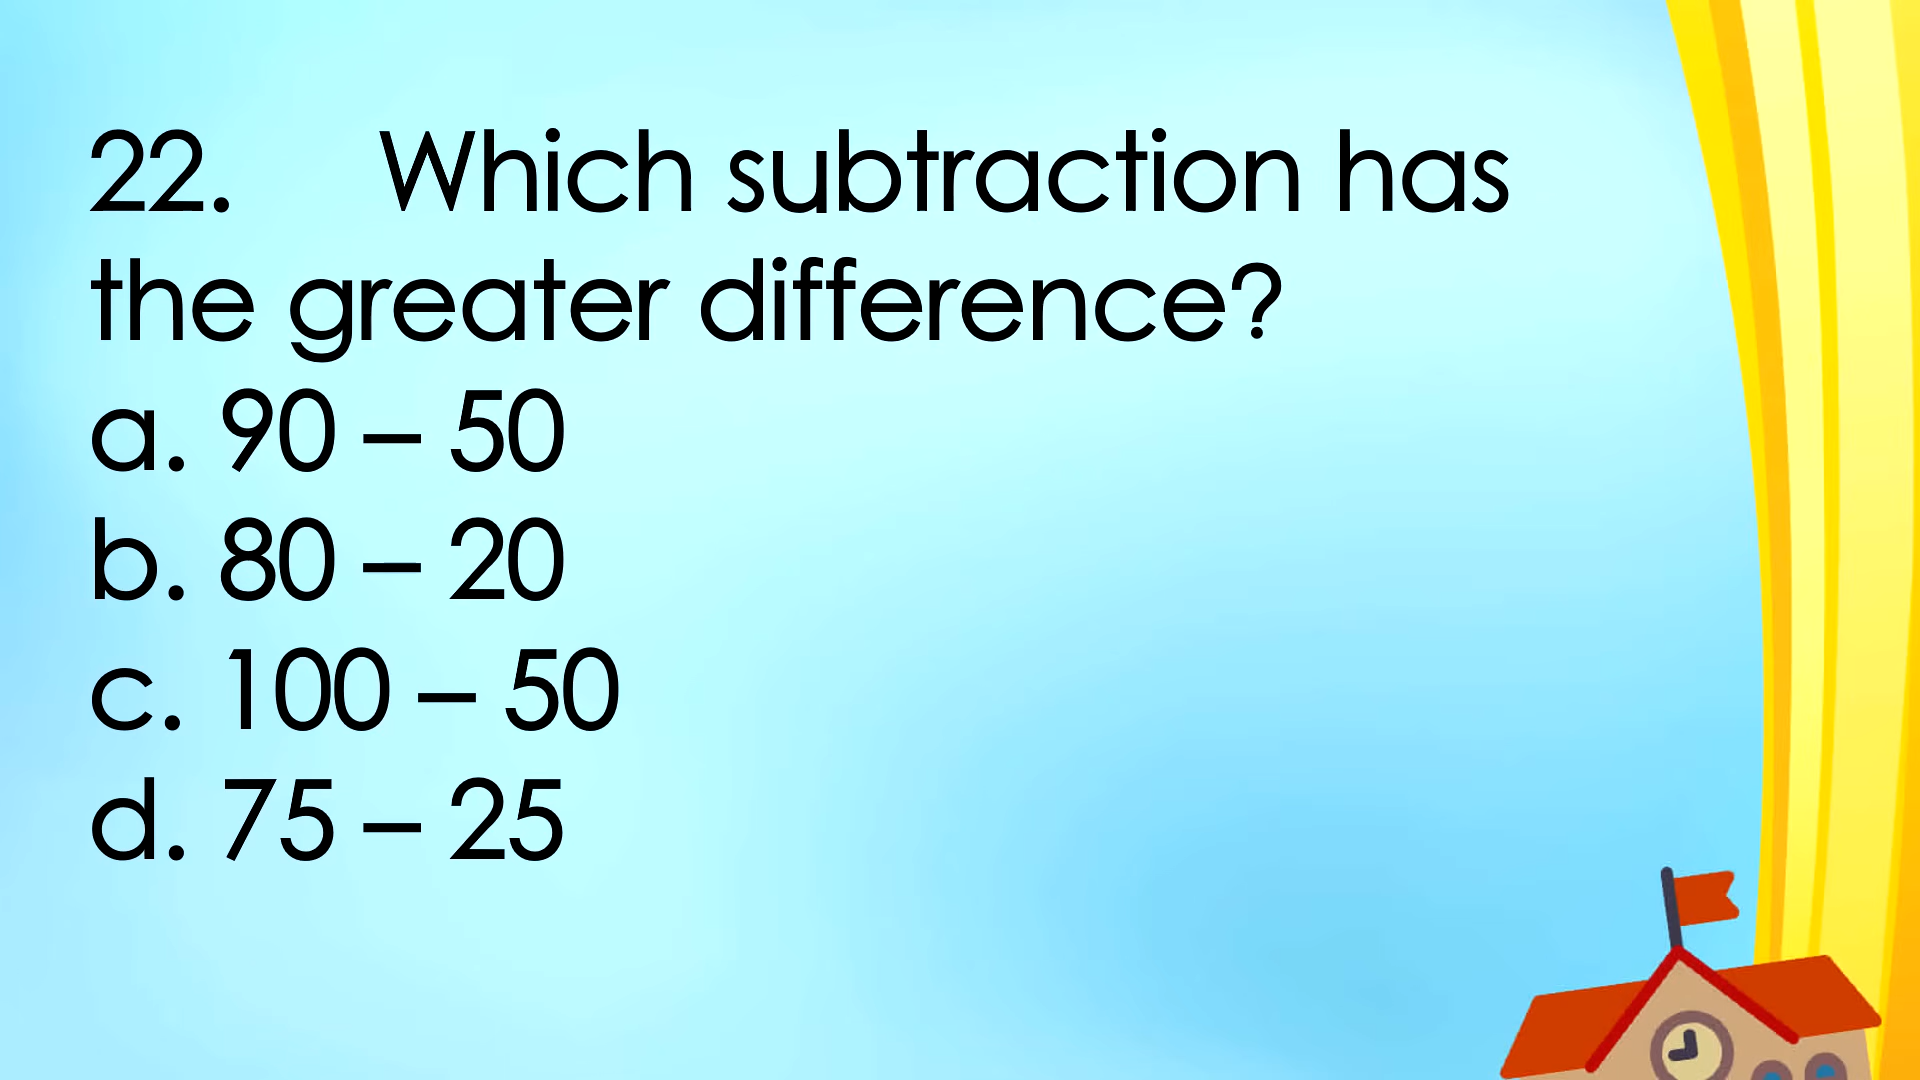 22. Which subtraction has
the greater difference?
a. 90 – 50
b. 80 – 20
c. 100 – 50
d. 75 – 25